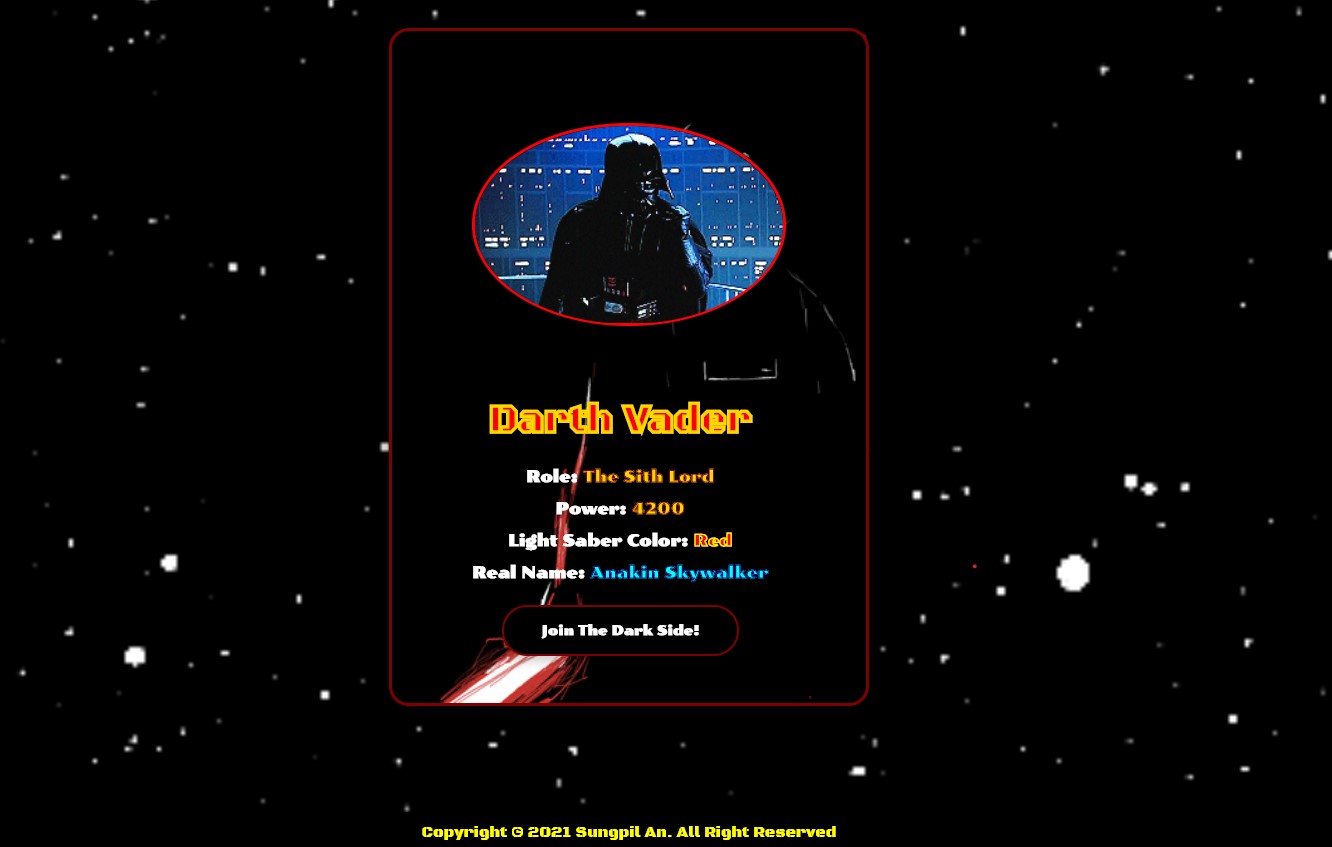 Darth Vader
Role: The Sith Lord
Power: 4200
Light Saber Color: Red
Real Name: Anakin Skywalker
Join The Dark Side!
Copyright © 2021 Sungpil An. All Right Reserved